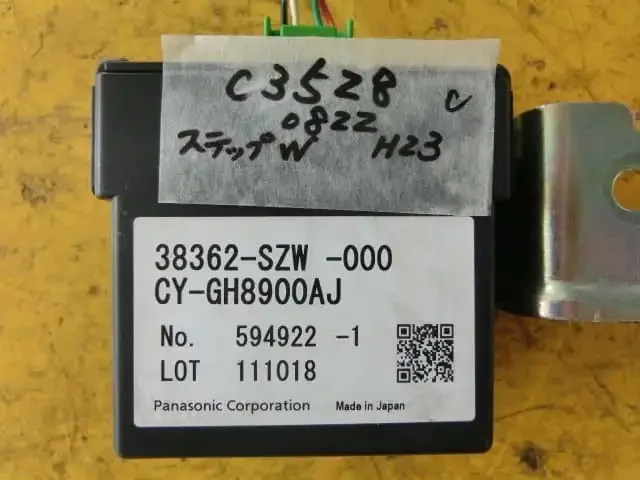 C3528
0822
ステップW H23
38362-SZW -000
CY-GH8900AJ
No. 594922 -1
LOT 111018
Panasonic Corporation Made in Japan